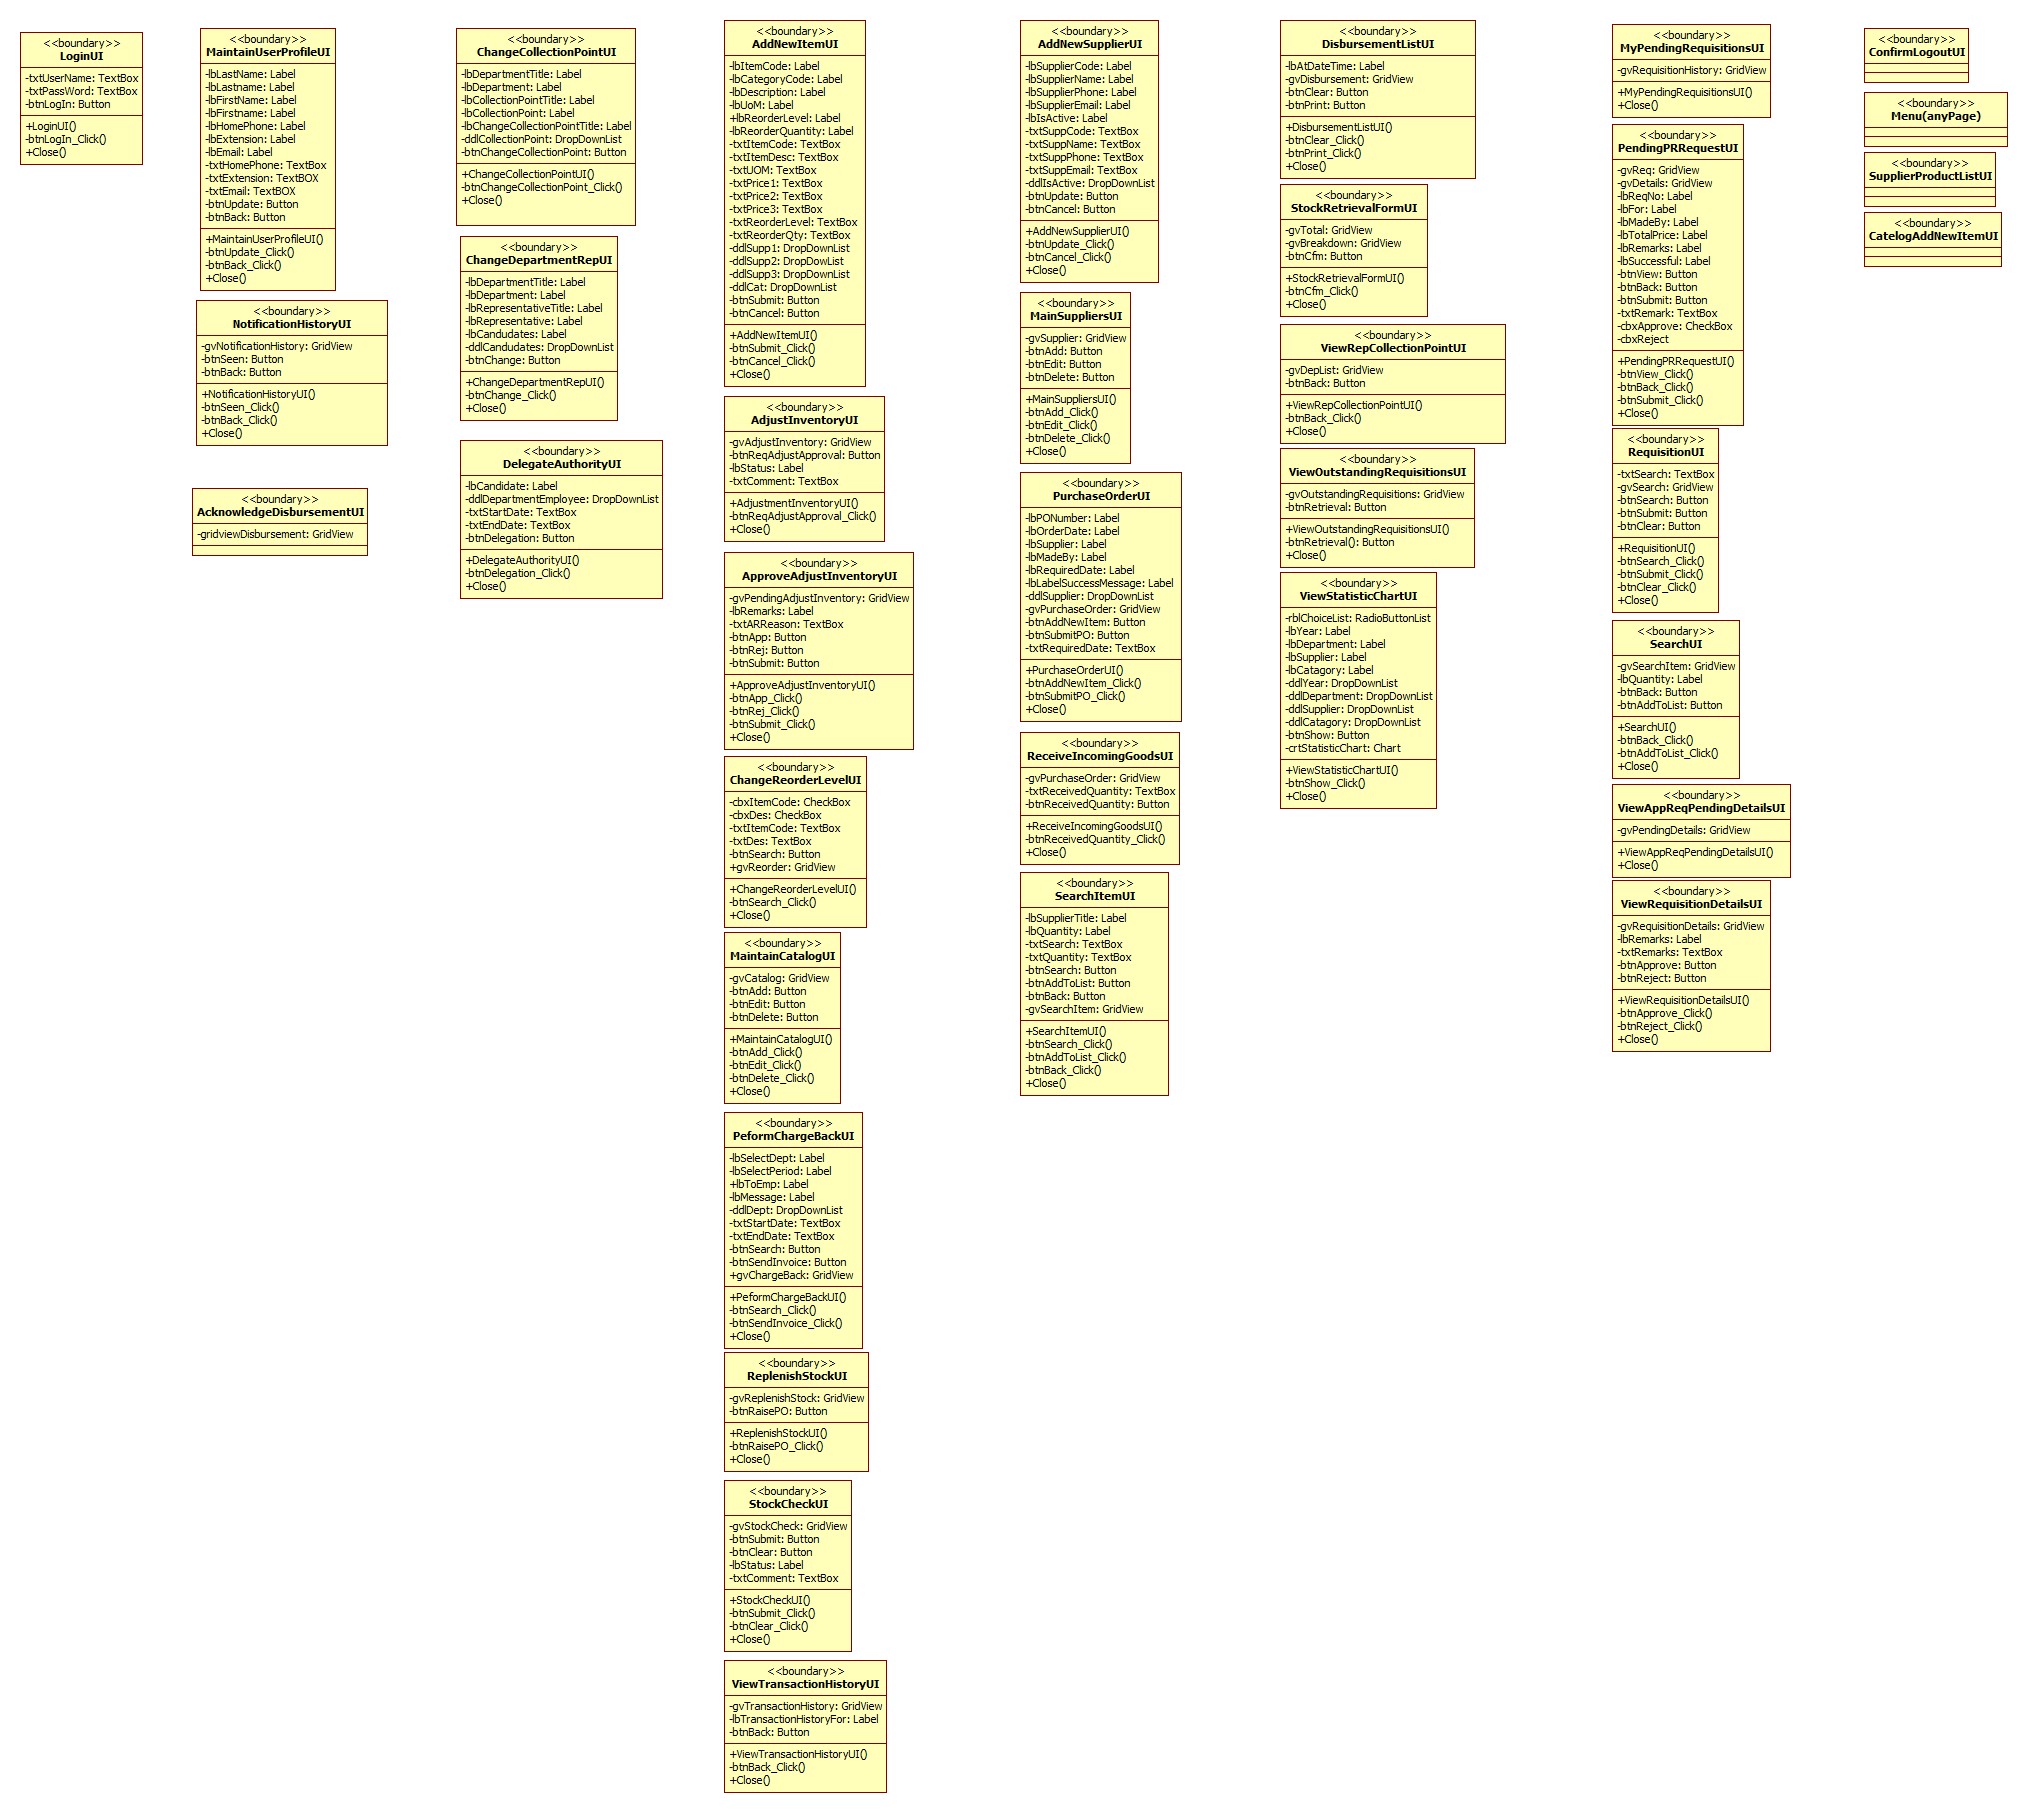 <<boundary>>
LoginUI
-txtUserName: TextBox
-txtPassWord: TextBox
-btnLogIn: Button
+LoginUI()
-btnLogIn_Click()
+Close()
<<boundary>>
MaintainUserProfileUI
-lbLastName: Label
-lbLastname: Label
-lbFirstName: Label
-lbFirstname: Label
-lbHomePhone: Label
-lbExtension: Label
-lbEmail: Label
-txtHomePhone: TextBox
-txtExtension: TextBOX
-txtEmail: TextBOX
-btnUpdate: Button
-btnBack: Button
+MaintainUserProfileUI()
-btnUpdate_Click()
-btnBack_Click()
+Close()
<<boundary>>
NotificationHistoryUI
-gvNotificationHistory: GridView
-btnSeen: Button
-btnBack: Button
+NotificationHistoryUI()
-btnSeen_Click()
-btnBack_Click()
+Close()
<<boundary>>
AcknowledgeDisbursementUI
-gridviewDisbursement: GridView
<<boundary>>
ChangeCollectionPointUI
-lbDepartmentTitle: Label
-lbDepartment: Label
-lbCollectionPointTitle: Label
-lbCollectionPoint: Label
-lbChangeCollectionPointTitle: Label
-ddlCollectionPoint: DropDownList
-btnChangeCollectionPoint: Button
+ChangeCollectionPointUI()
-btnChangeCollectionPoint_Click()
+Close()
<<boundary>>
ChangeDepartmentRepUI
-lbDepartmentTitle: Label
-lbDepartment: Label
-lbRepresentativeTitle: Label
-lbRepresentative: Label
-lbCandudates: Label
-ddlCandudates: DropDownList
-btnChange: Button
+ChangeDepartmentRepUI()
-btnChange_Click()
+Close()
<<boundary>>
DelegateAuthorityUI
-lbCandidate: Label
-ddlDepartmentEmployee: DropDownList
-txtStartDate: TextBox
-txtEndDate: TextBox
-btnDelegation: Button
+DelegateAuthorityUI()
-btnDelegation_Click()
+Close()
<<boundary>>
AddNewItemUI
-lbItemCode: Label
-lbCategoryCode: Label
-lbDescription: Label
-lbUoM: Label
+lbReorderLevel: Label
-lbReorderQuantity: Label
-txtItemCode: TextBox
-txtItemDesc: TextBox
-txtUOM: TextBox
-txtPrice1: TextBox
-txtPrice2: TextBox
-txtPrice3: TextBox
-txtReorderLevel: TextBox
-txtReorderQty: TextBox
-ddlSupp1: DropDownList
-ddlSupp2: DropDowList
-ddlSupp3: DropDownList
-ddlCat: DropDownList
-btnSubmit: Button
-btnCancel: Button
+AddNewItemUI()
-btnSubmit_Click()
-btnCancel_Click()
+Close()
<<boundary>>
AdjustInventoryUI
-gvAdjustInventory: GridView
-btnReqAdjustApproval: Button
-lbStatus: Label
-txtComment: TextBox
+AdjustmentInventoryUI()
-btnReqAdjustApproval_Click()
+Close()
<<boundary>>
ApproveAdjustInventoryUI
-gvPendingAdjustInventory: GridView
-lbRemarks: Label
-txtARReason: TextBox
-btnApp: Button
-btnRej: Button
-btnSubmit: Button
+ApproveAdjustInventoryUI()
-btnApp_Click()
-btnRej_Click()
-btnSubmit_Click()
+Close()
<<boundary>>
ChangeReorderLevelUI
-cbxItemCode: CheckBox
-cbxDes: CheckBox
-txtItemCode: TextBox
-txtDes: TextBox
-btnSearch: Button
+gvReorder: GridView
+ChangeReorderLevelUI()
-btnSearch_Click()
+Close()
<<boundary>>
MaintainCatalogUI
-gvCatalog: GridView
-btnAdd: Button
-btnEdit: Button
-btnDelete: Button
+MaintainCatalogUI()
-btnAdd_Click()
-btnEdit_Click()
-btnDelete_Click()
+Close()
<<boundary>>
PeformChargeBackUI
-lbSelectDept: Label
-lbSelectPeriod: Label
+lbToEmp: Label
-lbMessage: Label
-ddlDept: DropDownList
-txtStartDate: TextBox
-txtEndDate: TextBox
-btnSearch: Button
-btnSendInvoice: Button
+gvChargeBack: GridView
+PeformChargeBackUI()
-btnSearch_Click()
-btnSendInvoice_Click()
+Close()
<<boundary>>
ReplenishStockUI
-gvReplenishStock: GridView
-btnRaisePO: Button
+ReplenishStockUI()
-btnRaisePO_Click()
+Close()
<<boundary>>
StockCheckUI
-gvStockCheck: GridView
-btnSubmit: Button
-btnClear: Button
-lbStatus: Label
-txtComment: TextBox
+StockCheckUI()
-btnSubmit_Click()
-btnClear_Click()
+Close()
<<boundary>>
ViewTransactionHistoryUI
-gvTransactionHistory: GridView
-lbTransactionHistoryFor: Label
-btnBack: Button
+ViewTransactionHistoryUI()
-btnBack_Click()
+Close()
<<boundary>>
AddNewSupplierUI
-lbSupplierCode: Label
-lbSupplierName: Label
-lbSupplierPhone: Label
-lbSupplierEmail: Label
-lbIsActive: Label
-txtSuppCode: TextBox
-txtSuppName: TextBox
-txtSuppPhone: TextBox
-txtSuppEmail: TextBox
-ddlIsActive: DropDownList
-btnUpdate: Button
-btnCancel: Button
+AddNewSupplierUI()
-btnUpdate_Click()
-btnCancel_Click()
+Close()
<<boundary>>
MainSuppliersUI
-gvSupplier: GridView
-btnAdd: Button
-btnEdit: Button
-btnDelete: Button
+MainSuppliersUI()
-btnAdd_Click()
-btnEdit_Click()
-btnDelete_Click()
+Close()
<<boundary>>
PurchaseOrderUI
-lbPONumber: Label
-lbOrderDate: Label
-lbSupplier: Label
-lbMadeBy: Label
-lbRequiredDate: Label
-lbLabelSuccessMessage: Label
-ddlSupplier: DropDownList
-gvPurchaseOrder: GridView
-btnAddNewItem: Button
-btnSubmitPO: Button
-txtRequiredDate: TextBox
+PurchaseOrderUI()
-btnAddNewItem_Click()
-btnSubmitPO_Click()
+Close()
<<boundary>>
ReceiveIncomingGoodsUI
-gvPurchaseOrder: GridView
-txtReceivedQuantity: TextBox
-btnReceivedQuantity: Button
+ReceiveIncomingGoodsUI()
-btnReceivedQuantity_Click()
+Close()
<<boundary>>
SearchItemUI
-lbSupplierTitle: Label
-lbQuantity: Label
-txtSearch: TextBox
-txtQuantity: TextBox
-btnSearch: Button
-btnAddToList: Button
-btnBack: Button
-gvSearchItem: GridView
+SearchItemUI()
-btnSearch_Click()
-btnAddToList_Click()
-btnBack_Click()
+Close()
<<boundary>>
DisbursementListUI
-lbAtDateTime: Label
-gvDisbursement: GridView
-btnClear: Button
-btnPrint: Button
+DisbursementListUI()
-btnClear_Click()
-btnPrint_Click()
+Close()
<<boundary>>
StockRetrievalFormUI
-gvTotal: GridView
-gvBreakdown: GridView
-btnCfm: Button
+StockRetrievalFormUI()
-btnCfm_Click()
+Close()
<<boundary>>
ViewRepCollectionPointUI
-gvDepList: GridView
-btnBack: Button
+ViewRepCollectionPointUI()
-btnBack_Click()
+Close()
<<boundary>>
ViewOutstandingRequisitionsUI
-gvOutstandingRequisitions: GridView
-btnRetrieval: Button
+ViewOutstandingRequisitionsUI()
-btnRetrieval(): Button
+Close()
<<boundary>>
ViewStatisticChartUI
-rblChoiceList: RadioButtonList
-lbYear: Label
-lbDepartment: Label
-lbSupplier: Label
-lbCatagory: Label
-ddlYear: DropDownList
-ddlDepartment: DropDownList
-ddlSupplier: DropDownList
-ddlCatagory: DropDownList
-btnShow: Button
-crtStatisticChart: Chart
+ViewStatisticChartUI()
-btnShow_Click()
+Close()
<<boundary>>
MyPendingRequisitionsUI
-gvRequisitionHistory: GridView
+MyPendingRequisitionsUI()
+Close()
<<boundary>>
PendingPRRequestUI
-gvReq: GridView
-gvDetails: GridView
-lbReqNo: Label
-lbFor: Label
-lbMadeBy: Label
-lbTotalPrice: Label
-lbRemarks: Label
-lbSuccessful: Label
-btnView: Button
-btnBack: Button
-btnSubmit: Button
-txtRemark: TextBox
-cbxApprove: CheckBox
-cbxReject
+PendingPRRequestUI()
-btnView_Click()
-btnBack_Click()
-btnSubmit_Click()
+Close()
<<boundary>>
RequisitionUI
-txtSearch: TextBox
-gvSearch: GridView
-btnSearch: Button
-btnSubmit: Button
-btnClear: Button
+RequisitionUI()
-btnSearch_Click()
-btnSubmit_Click()
-btnClear_Click()
+Close()
<<boundary>>
SearchUI
-gvSearchItem: GridView
-lbQuantity: Label
-btnBack: Button
-btnAddToList: Button
+SearchUI()
-btnBack_Click()
-btnAddToList_Click()
+Close()
<<boundary>>
ViewAppReqPendingDetailsUI
-gvPendingDetails: GridView
+ViewAppReqPendingDetailsUI()
+Close()
<<boundary>>
ViewRequisitionDetailsUI
-gvRequisitionDetails: GridView
-lbRemarks: Label
-txtRemarks: TextBox
-btnApprove: Button
-btnReject: Button
+ViewRequisitionDetailsUI()
-btnApprove_Click()
-btnReject_Click()
+Close()
<<boundary>>
ConfirmLogoutUI
<<boundary>>
Menu(anyPage)
<<boundary>>
SupplierProductListUI
<<boundary>>
CatelogAddNewItemUI